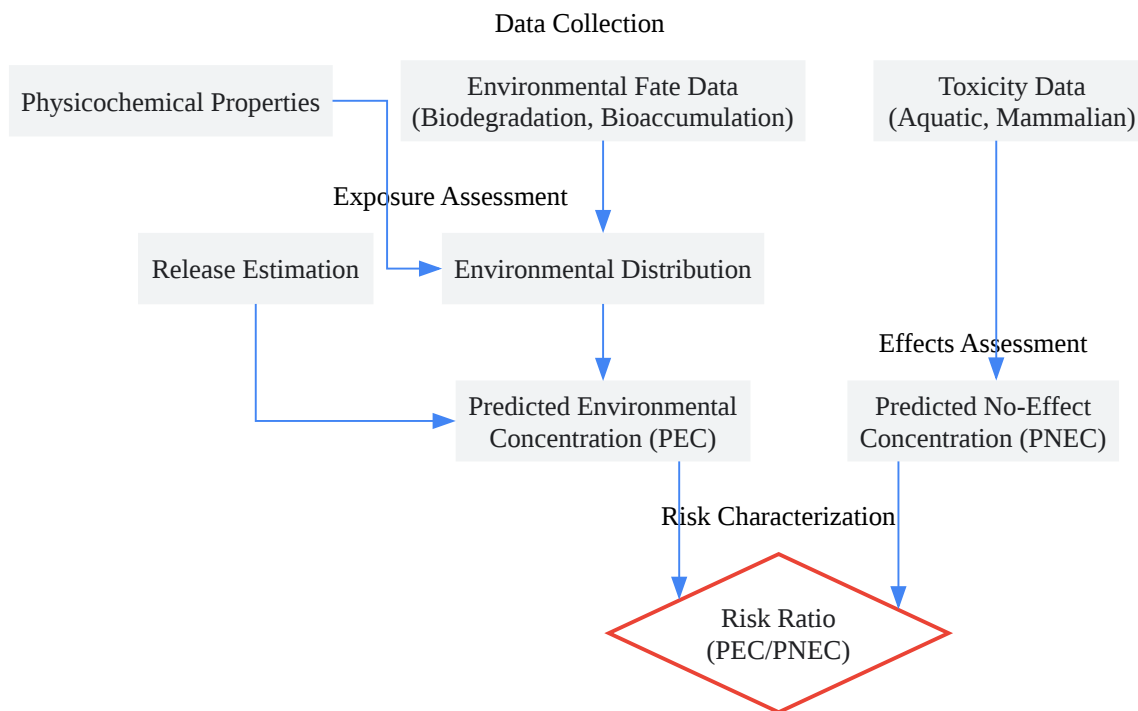 Data Collection
Physicochemical Properties
Environmental Fate Data
(Biodegradation, Bioaccumulation)
Toxicity Data
(Aquatic, Mammalian)
Exposure Assessment
Release Estimation
Environmental Distribution
Effects Assessment
Predicted Environmental
Concentration (PEC)
Predicted No-Effect
Concentration (PNEC)
Risk Characterization
Risk Ratio
(PEC/PNEC)